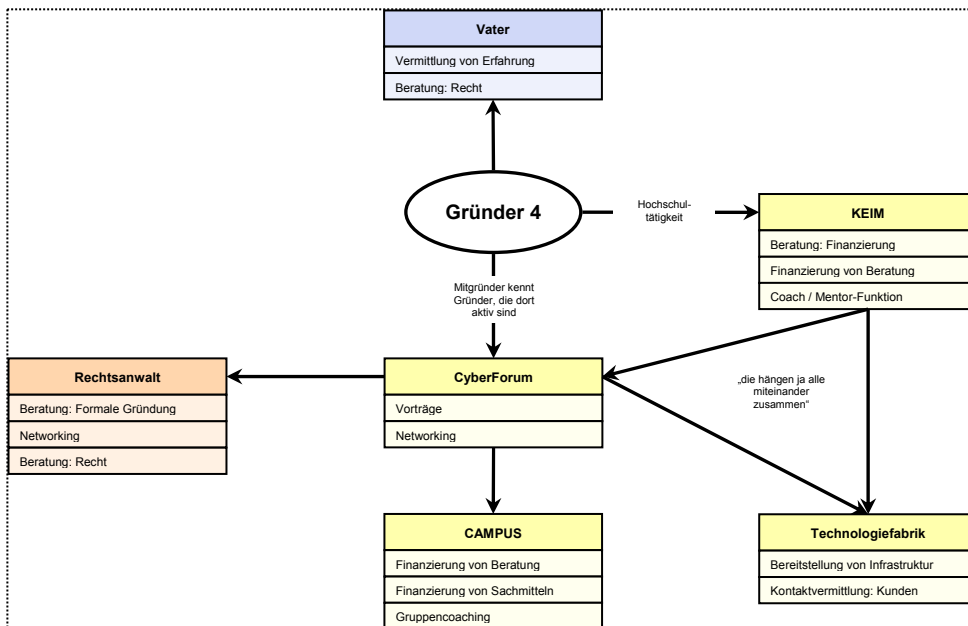 Vater
Vermittlung von Erfahrung
Beratung: Recht
Gründer 4
Hochschul-
tätigkeit
KEIM
Beratung: Finanzierung
Finanzierung von Beratung
Coach / Mentor-Funktion
Mitgründer kennt
Gründer, die dort
aktiv sind
Rechtsanwalt
Beratung: Formale Gründung
Networking
Beratung: Recht
CyberForum
Vorträge
Networking
„die hängen ja alle
miteinander
zusammen“
CAMPUS
Finanzierung von Beratung
Finanzierung von Sachmitteln
Gruppencoaching
Technologiefabrik
Bereitstellung von Infrastruktur
Kontaktvermittlung: Kunden